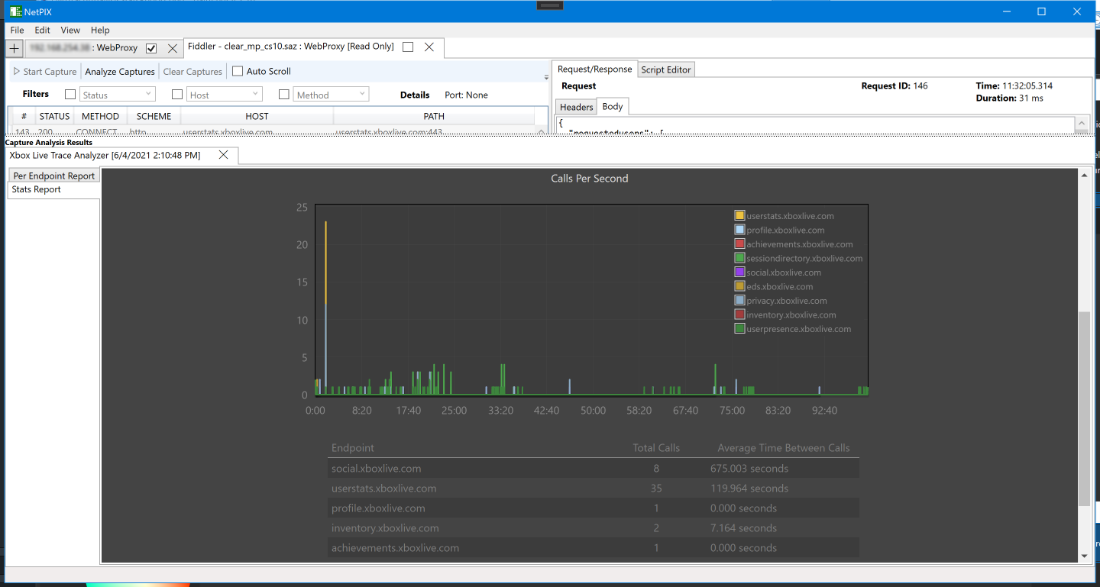 NetPIX
File Edit View Help
: WebProxy
Fiddler - clear_mp_cs10.saz : WebProxy [Read Only]
Start Capture Analyze Captures Clear Captures Auto Scroll
Filters Status Host Method Details Port: None
# STATUS METHOD SCHEME HOST PATH
143 200 CONNECT http userstats.xboxlive.com userstats.xboxlive.com:443
Request/Response Script Editor
Request Request ID: 146 Time: 11:32:05.314
Duration: 31 ms
Headers Body
{
"requestedusers": {
Capture Analysis Results
Xbox Live Trace Analyzer [6/4/2021 2:10:48 PM]
Per Endpoint Report
Stats Report
Calls Per Second
25
20
15
10
5
0
0:00 8:20 17:40 25:00 33:20 42:40 50:00 58:20 67:40 75:00 83:20 92:40
userstats.xboxlive.com
profile.xboxlive.com
achievements.xboxlive.com
sessiondirectory.xboxlive.com
social.xboxlive.com
eds.xboxlive.com
privacy.xboxlive.com
inventory.xboxlive.com
userpresence.xboxlive.com
Endpoint Total Calls Average Time Between Calls
social.xboxlive.com 8 675.003 seconds
userstats.xboxlive.com 35 119.964 seconds
profile.xboxlive.com 1 0.000 seconds
inventory.xboxlive.com 2 7.164 seconds
achievements.xboxlive.com 1 0.000 seconds